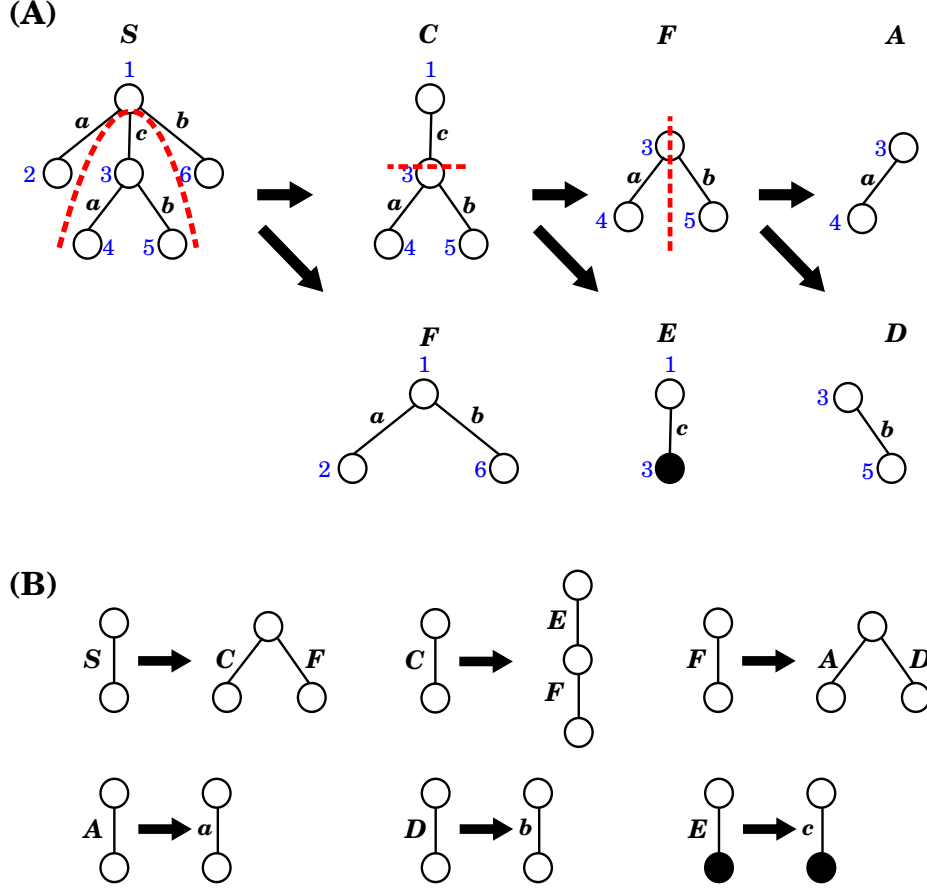 (A)
S C F A
1 1
a c b c
2 3 6 3 3 3
a b a b a b a
4 5 4 5 4 5 4
F E D
1 1
a b c 3 b
2 6 3 5
(B)
S C F C E F F A D
A a D b E c